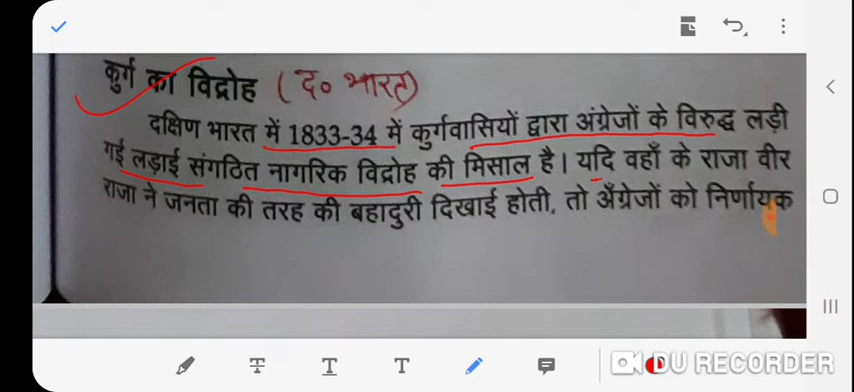 कुर्ग का विद्रोह (द० भारत)
दक्षिण भारत में 1833-34 में कुर्गवासियों द्वारा अंग्रेजों के विरुद्ध लड़ी
गई लड़ाई संगठित नागरिक विद्रोह की मिसाल है। यदि वहाँ के राजा वीर
राजा ने जनता की तरह की बहादुरी दिखाई होती, तो अँग्रेजों को निर्णायक
DU RECORDER